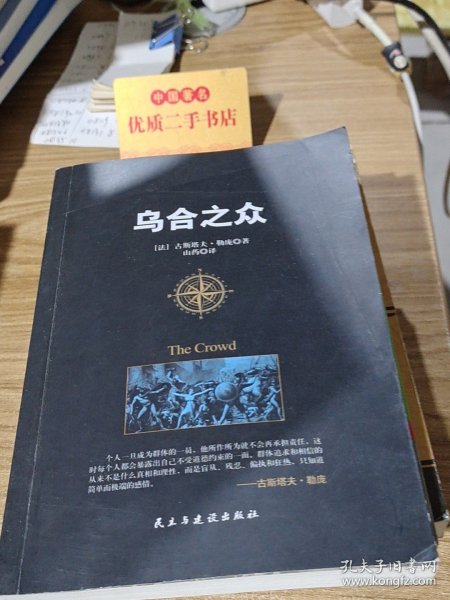 中国著名
优质二手书店
乌合之众
［法］古斯塔夫·勒庞◎著
山药◎译
The Crowd
个人一旦成为群体的一员，他所作所为就不会再承担责任，这
时每个人都会暴露出自己不受道德约束的一面。群体追求和相信的
从来不是什么真相和理性，而是盲从、残忍、偏执和狂热，只知道
简单而极端的感情。
——古斯塔夫·勒庞
民主与建设出版社
孔夫子旧书网
www.kongfz.com